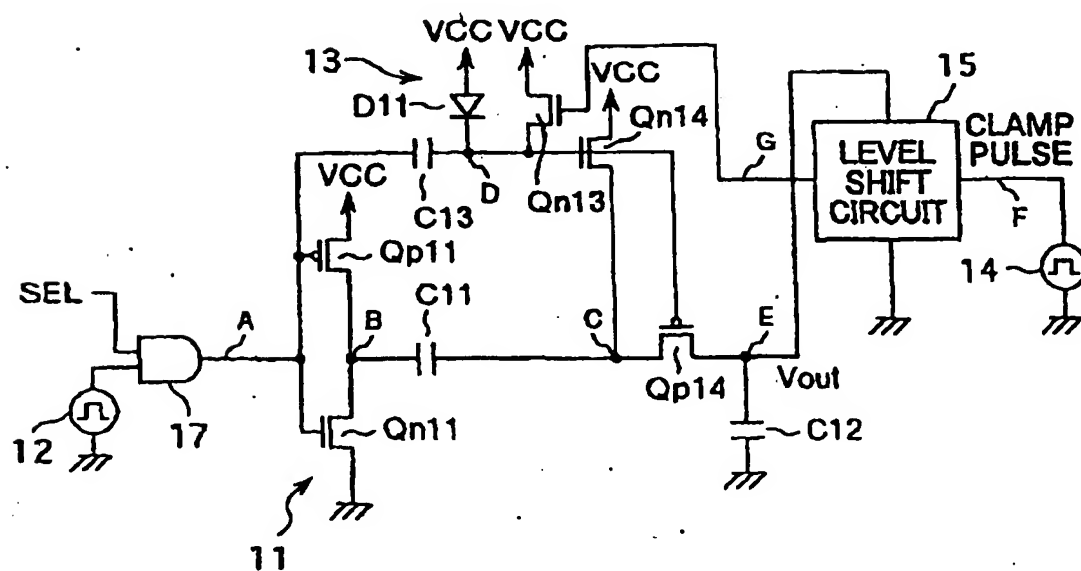 VCC VCC
13
VCC
15
D11
Qn14
CLAMP
PULSE
G
LEVEL
SHIFT
CIRCUIT
D
VCC
Qn13
C13
F
Qp11
14
C11
SEL
A
B
C
E
Qp14
Vout
12
17
Qn11
C12
11